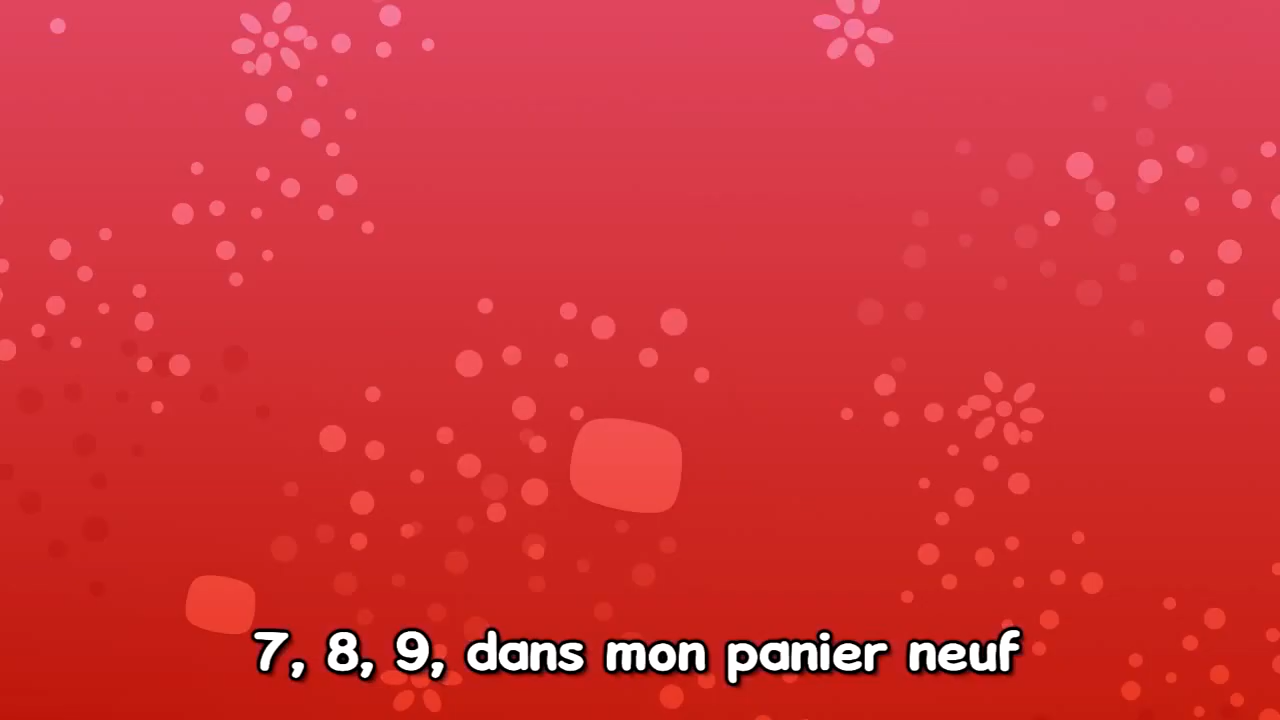 7, 8, 9, dans mon panier neuf